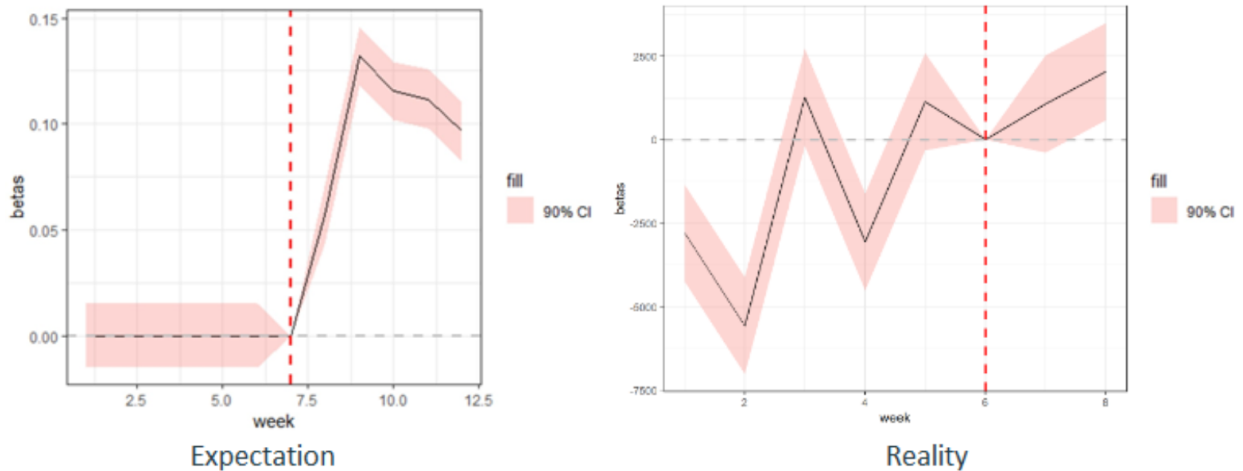 0.15
0.10
0.05
0.00
betas
2.5 5.0 7.5 10.0 12.5
week
fill
90% CI
Expectation
2500
0
-2500
-5000
-7500
betas
2 4 6 8
week
fill
90% CI
Reality